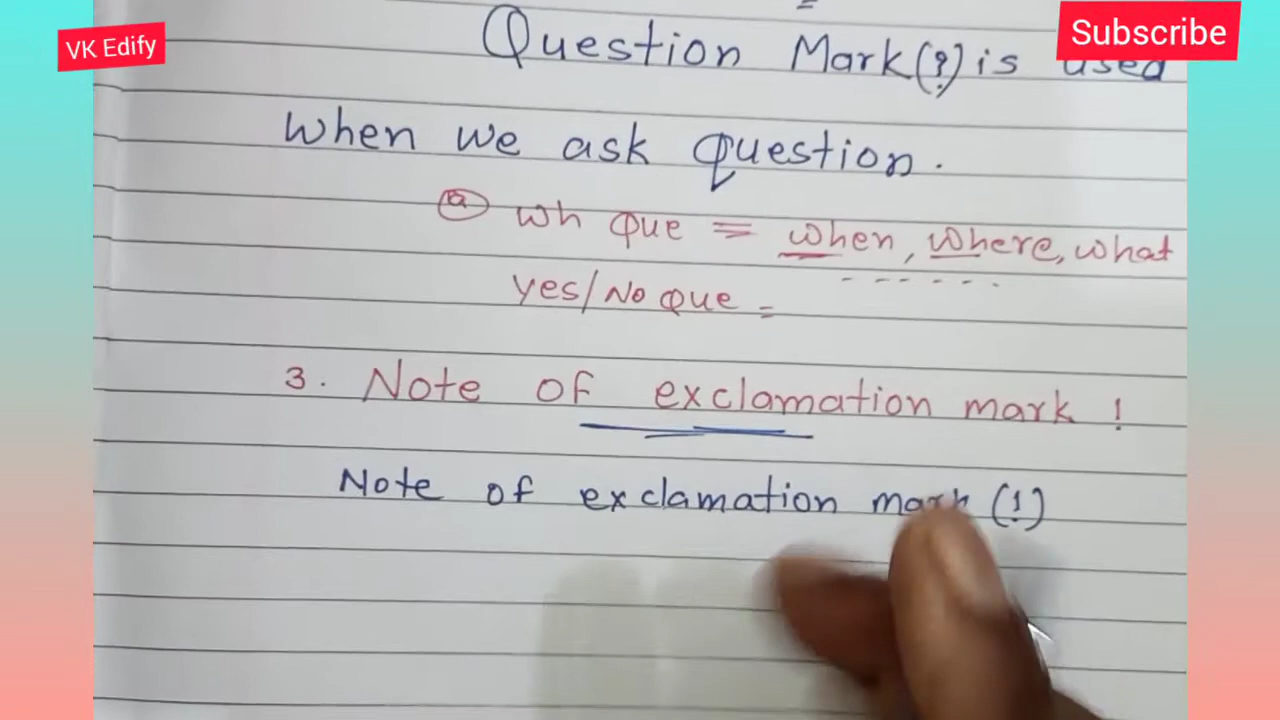 VK Edify
Subscribe
Question Mark(?) is used
when we ask question.
(a) wh que = when, where, what
yes/No que =
3. Note of exclamation mark !
Note of exclamation mark (!)